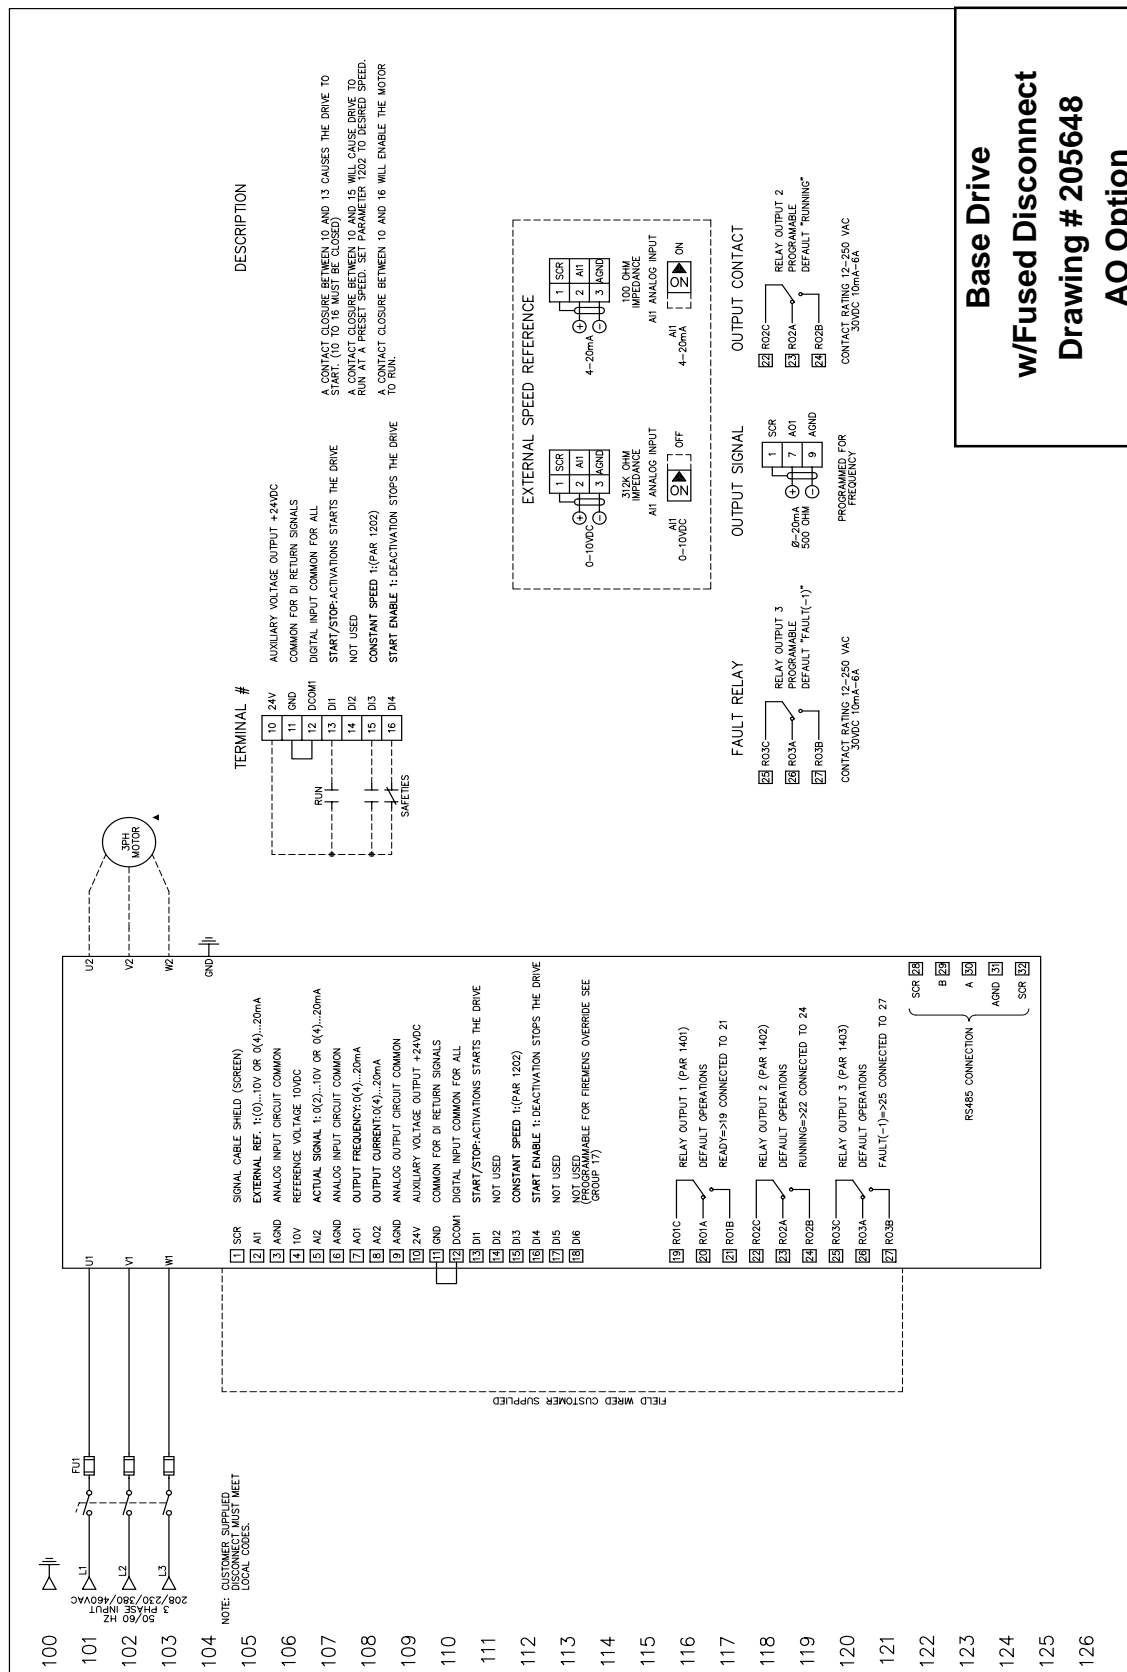 100
101
102
103
104
105
106
107
108
109
110
111
112
113
114
115
116
117
118
119
120
121
122
123
124
125
126
50/60 HZ
3 PHASE INPUT
208/230/380/460VAC
L1
L2
L3
FU1
NOTE: CUSTOMER SUPPLIED
DISCONNECT MUST MEET
LOCAL CODES.
FIELD WIRED CUSTOMER SUPPLIED
U1
V1
W1
U2
V2
W2
GND
3PH
MOTOR
1 SCR SIGNAL CABLE SHIELD (SCREEN)
2 AI1 EXTERNAL REF. 1:(0)...10V OR 0(4)...20mA
3 AGND ANALOG INPUT CIRCUIT COMMON
4 10V REFERENCE VOLTAGE 10VDC
5 AI2 ACTUAL SIGNAL 1: 0(2)...10V OR 0(4)...20mA
6 AGND ANALOG INPUT CIRCUIT COMMON
7 AO1 OUTPUT FREQUENCY:0(4)...20mA
8 AO2 OUTPUT CURRENT:0(4)...20mA
9 AGND ANALOG OUTPUT CIRCUIT COMMON
10 24V AUXILIARY VOLTAGE OUTPUT +24VDC
11 GND COMMON FOR DI RETURN SIGNALS
12 DCOM1 DIGITAL INPUT COMMON FOR ALL
13 DI1 START/STOP:ACTIVATIONS STARTS THE DRIVE
14 DI2 NOT USED
15 DI3 CONSTANT SPEED 1:(PAR 1202)
16 DI4 START ENABLE 1: DEACTIVATION STOPS THE DRIVE
17 DI5 NOT USED
18 DI6 NOT USED
(PROGRAMMABLE FOR FIREMENS OVERRIDE SEE
GROUP 17)
19 RO1C RELAY OUTPUT 1 (PAR 1401)
20 RO1A DEFAULT OPERATIONS
21 RO1B READY=>19 CONNECTED TO 21
22 RO2C RELAY OUTPUT 2 (PAR 1402)
23 RO2A DEFAULT OPERATIONS
24 RO2B RUNNING=>22 CONNECTED TO 24
25 RO3C RELAY OUTPUT 3 (PAR 1403)
26 RO3A DEFAULT OPERATIONS
27 RO3B FAULT(-1)=>25 CONNECTED TO 27
RS485 CONNECTION
SCR 28
B 29
A 30
AGND 31
SCR 32
TERMINAL #
DESCRIPTION
10 24V AUXILIARY VOLTAGE OUTPUT +24VDC
11 GND COMMON FOR DI RETURN SIGNALS
12 DCOM1 DIGITAL INPUT COMMON FOR ALL
13 DI1 START/STOP:ACTIVATIONS STARTS THE DRIVE
14 DI2 NOT USED
15 DI3 CONSTANT SPEED 1:(PAR 1202)
16 DI4 START ENABLE 1: DEACTIVATION STOPS THE DRIVE
RUN
SAFETIES
A CONTACT CLOSURE BETWEEN 10 AND 13 CAUSES THE DRIVE TO
START. (10 TO 16 MUST BE CLOSED)
A CONTACT CLOSURE BETWEEN 10 AND 15 WILL CAUSE DRIVE TO
RUN AT A PRESET SPEED. SET PARAMETER 1202 TO DESIRED SPEED.
A CONTACT CLOSURE BETWEEN 10 AND 16 WILL ENABLE THE MOTOR
TO RUN.
EXTERNAL SPEED REFERENCE
0-10VDC
1 SCR
2 AI1
3 AGND
312K OHM
IMPEDANCE
AI1 ANALOG INPUT
AI1
0-10VDC
ON
OFF
4-20mA
1 SCR
2 AI1
3 AGND
100 OHM
IMPEDANCE
AI1 ANALOG INPUT
AI1
4-20mA
ON
ON
FAULT RELAY
25 RO3C
26 RO3A
27 RO3B
RELAY OUTPUT 3
PROGRAMABLE
DEFAULT "FAULT(-1)"
CONTACT RATING 12-250 VAC
30VDC 10mA-6A
OUTPUT SIGNAL
Ø-20mA
500 OHM
1 SCR
7 AO1
9 AGND
PROGRAMMED FOR
FREQUENCY
OUTPUT CONTACT
22 RO2C
23 RO2A
24 RO2B
RELAY OUTPUT 2
PROGRAMABLE
DEFAULT "RUNNING"
CONTACT RATING 12-250 VAC
30VDC 10mA-6A
Base Drive
w/Fused Disconnect
Drawing # 205648
AO Option